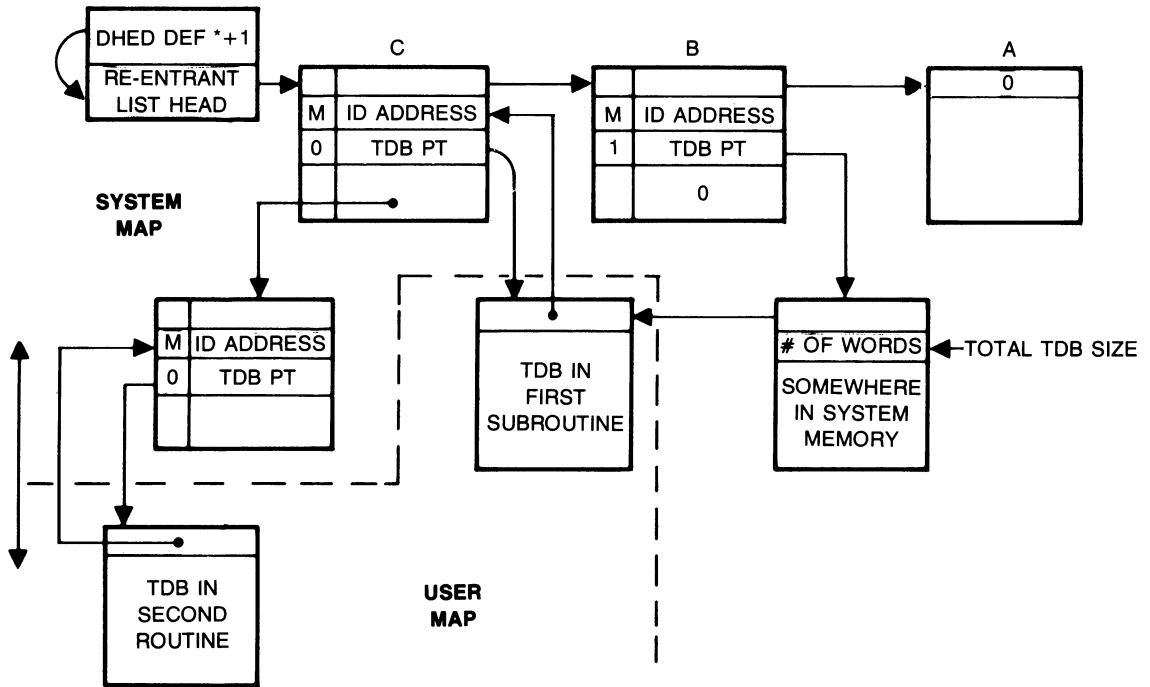 DHED DEF *+1
RE-ENTRANT
LIST HEAD
C
B
A
M ID ADDRESS
0 TDB PT
M ID ADDRESS
1 TDB PT
0
0
SYSTEM
MAP
M ID ADDRESS
0 TDB PT
TDB IN
FIRST
SUBROUTINE
# OF WORDS
TOTAL TDB SIZE
SOMEWHERE
IN SYSTEM
MEMORY
TDB IN
SECOND
ROUTINE
USER
MAP